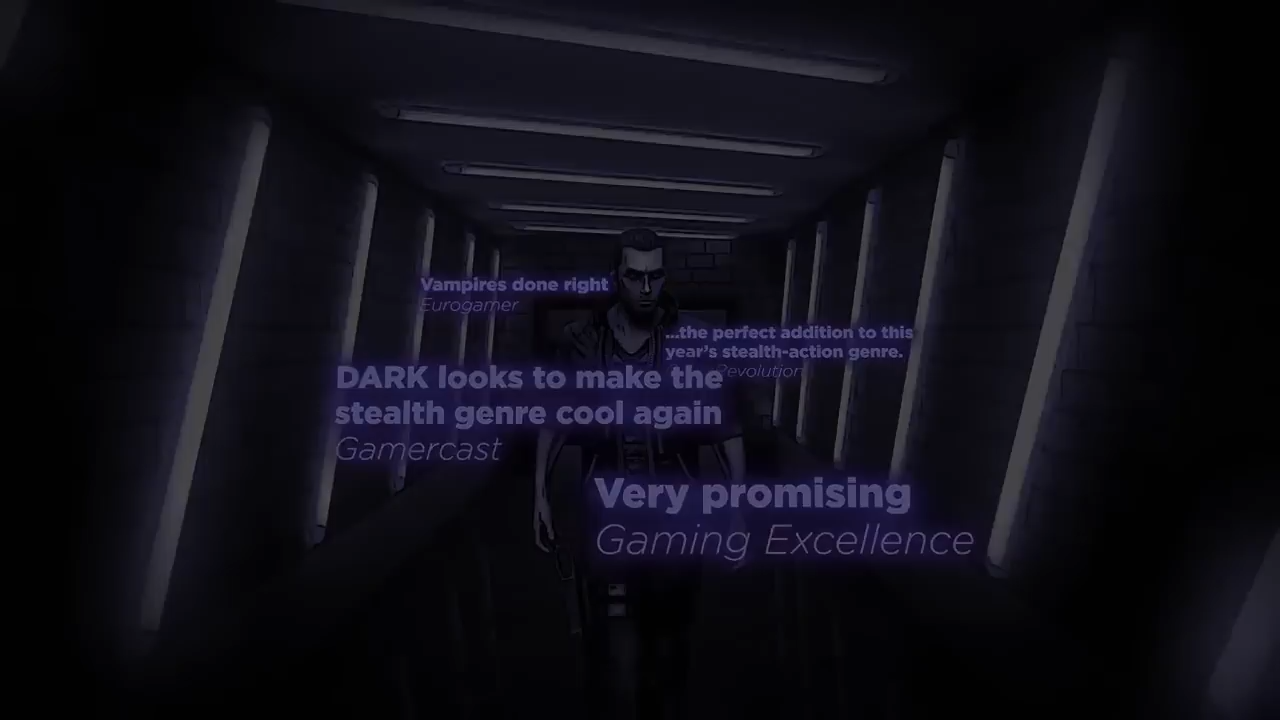 Vampires done right
Eurogamer
...the perfect addition to this
year's stealth-action genre.
Revolution
DARK looks to make the
stealth genre cool again
Gamercast
Very promising
Gaming Excellence